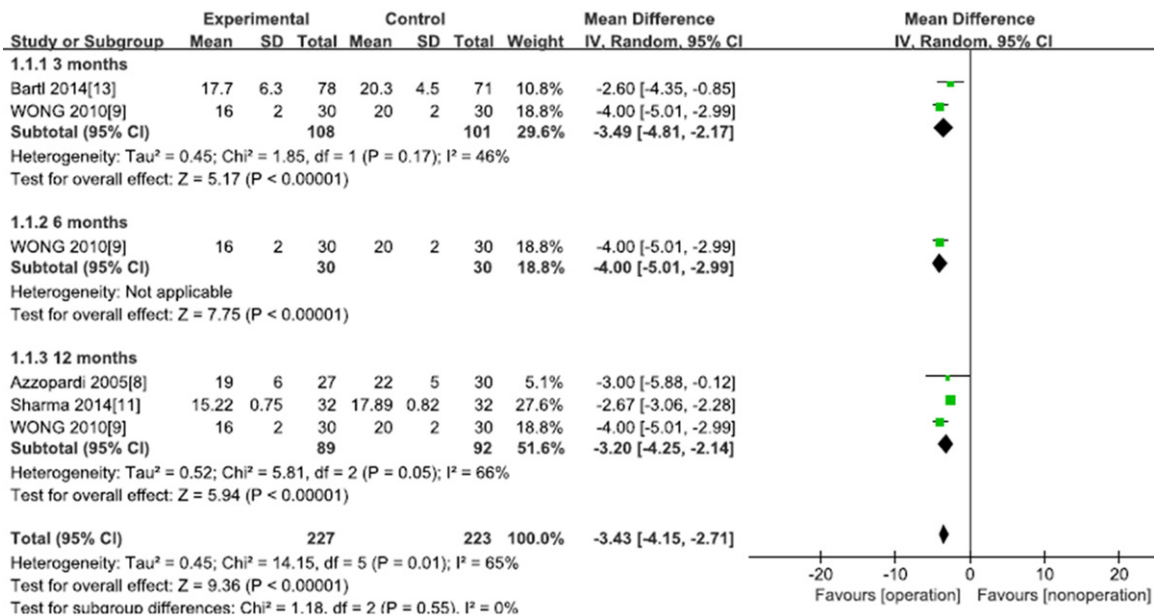 Experimental Control Mean Difference Mean Difference
Study or Subgroup Mean SD Total Mean SD Total Weight IV, Random, 95% CI IV, Random, 95% CI
1.1.1 3 months
Bartl 2014[13] 17.7 6.3 78 20.3 4.5 71 10.8% -2.60 [-4.35, -0.85]
WONG 2010[9] 16 2 30 20 2 30 18.8% -4.00 [-5.01, -2.99]
Subtotal (95% CI) 108 101 29.6% -3.49 [-4.81, -2.17]
Heterogeneity: Tau² = 0.45; Chi² = 1.85, df = 1 (P = 0.17); I² = 46%
Test for overall effect: Z = 5.17 (P < 0.00001)
1.1.2 6 months
WONG 2010[9] 16 2 30 20 2 30 18.8% -4.00 [-5.01, -2.99]
Subtotal (95% CI) 30 30 18.8% -4.00 [-5.01, -2.99]
Heterogeneity: Not applicable
Test for overall effect: Z = 7.75 (P < 0.00001)
1.1.3 12 months
Azzopardi 2005[8] 19 6 27 22 5 30 5.1% -3.00 [-5.88, -0.12]
Sharma 2014[11] 15.22 0.75 32 17.89 0.82 32 27.6% -2.67 [-3.06, -2.28]
WONG 2010[9] 16 2 30 20 2 30 18.8% -4.00 [-5.01, -2.99]
Subtotal (95% CI) 89 92 51.6% -3.20 [-4.25, -2.14]
Heterogeneity: Tau² = 0.52; Chi² = 5.81, df = 2 (P = 0.05); I² = 66%
Test for overall effect: Z = 5.94 (P < 0.00001)
Total (95% CI) 227 223 100.0% -3.43 [-4.15, -2.71]
Heterogeneity: Tau² = 0.45; Chi² = 14.15, df = 5 (P = 0.01); I² = 65%
Test for overall effect: Z = 9.36 (P < 0.00001)
Test for subgroup differences: Chi² = 1.18, df = 2 (P = 0.55), I² = 0%
-20 -10 0 10 20
Favours [operation] Favours [nonoperation]